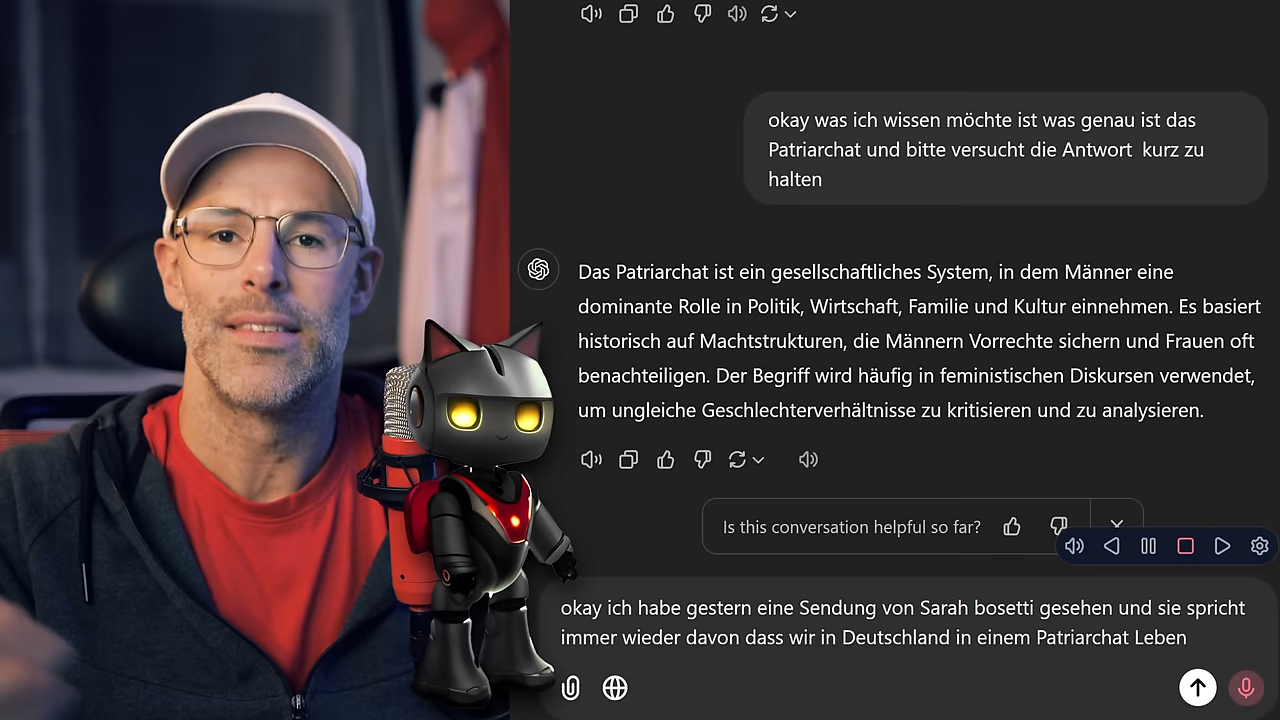 okay was ich wissen möchte ist was genau ist das
Patriarchat und bitte versucht die Antwort kurz zu
halten
Das Patriarchat ist ein gesellschaftliches System, in dem Männer eine
dominante Rolle in Politik, Wirtschaft, Familie und Kultur einnehmen. Es basiert
historisch auf Machtstrukturen, die Männern Vorrechte sichern und Frauen oft
benachteiligen. Der Begriff wird häufig in feministischen Diskursen verwendet,
um ungleiche Geschlechterverhältnisse zu kritisieren und zu analysieren.
Is this conversation helpful so far?
okay ich habe gestern eine Sendung von Sarah bosetti gesehen und sie spricht
immer wieder davon dass wir in Deutschland in einem Patriarchat Leben